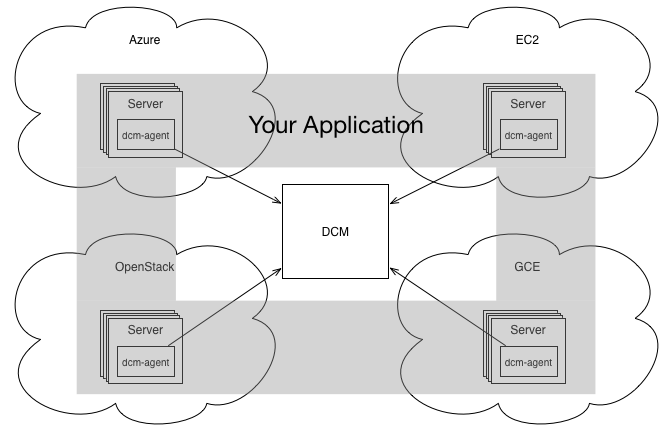 Azure
EC2
Server
dcm-agent
Your Application
Server
dcm-agent
DCM
OpenStack
GCE
Server
dcm-agent
Server
dcm-agent